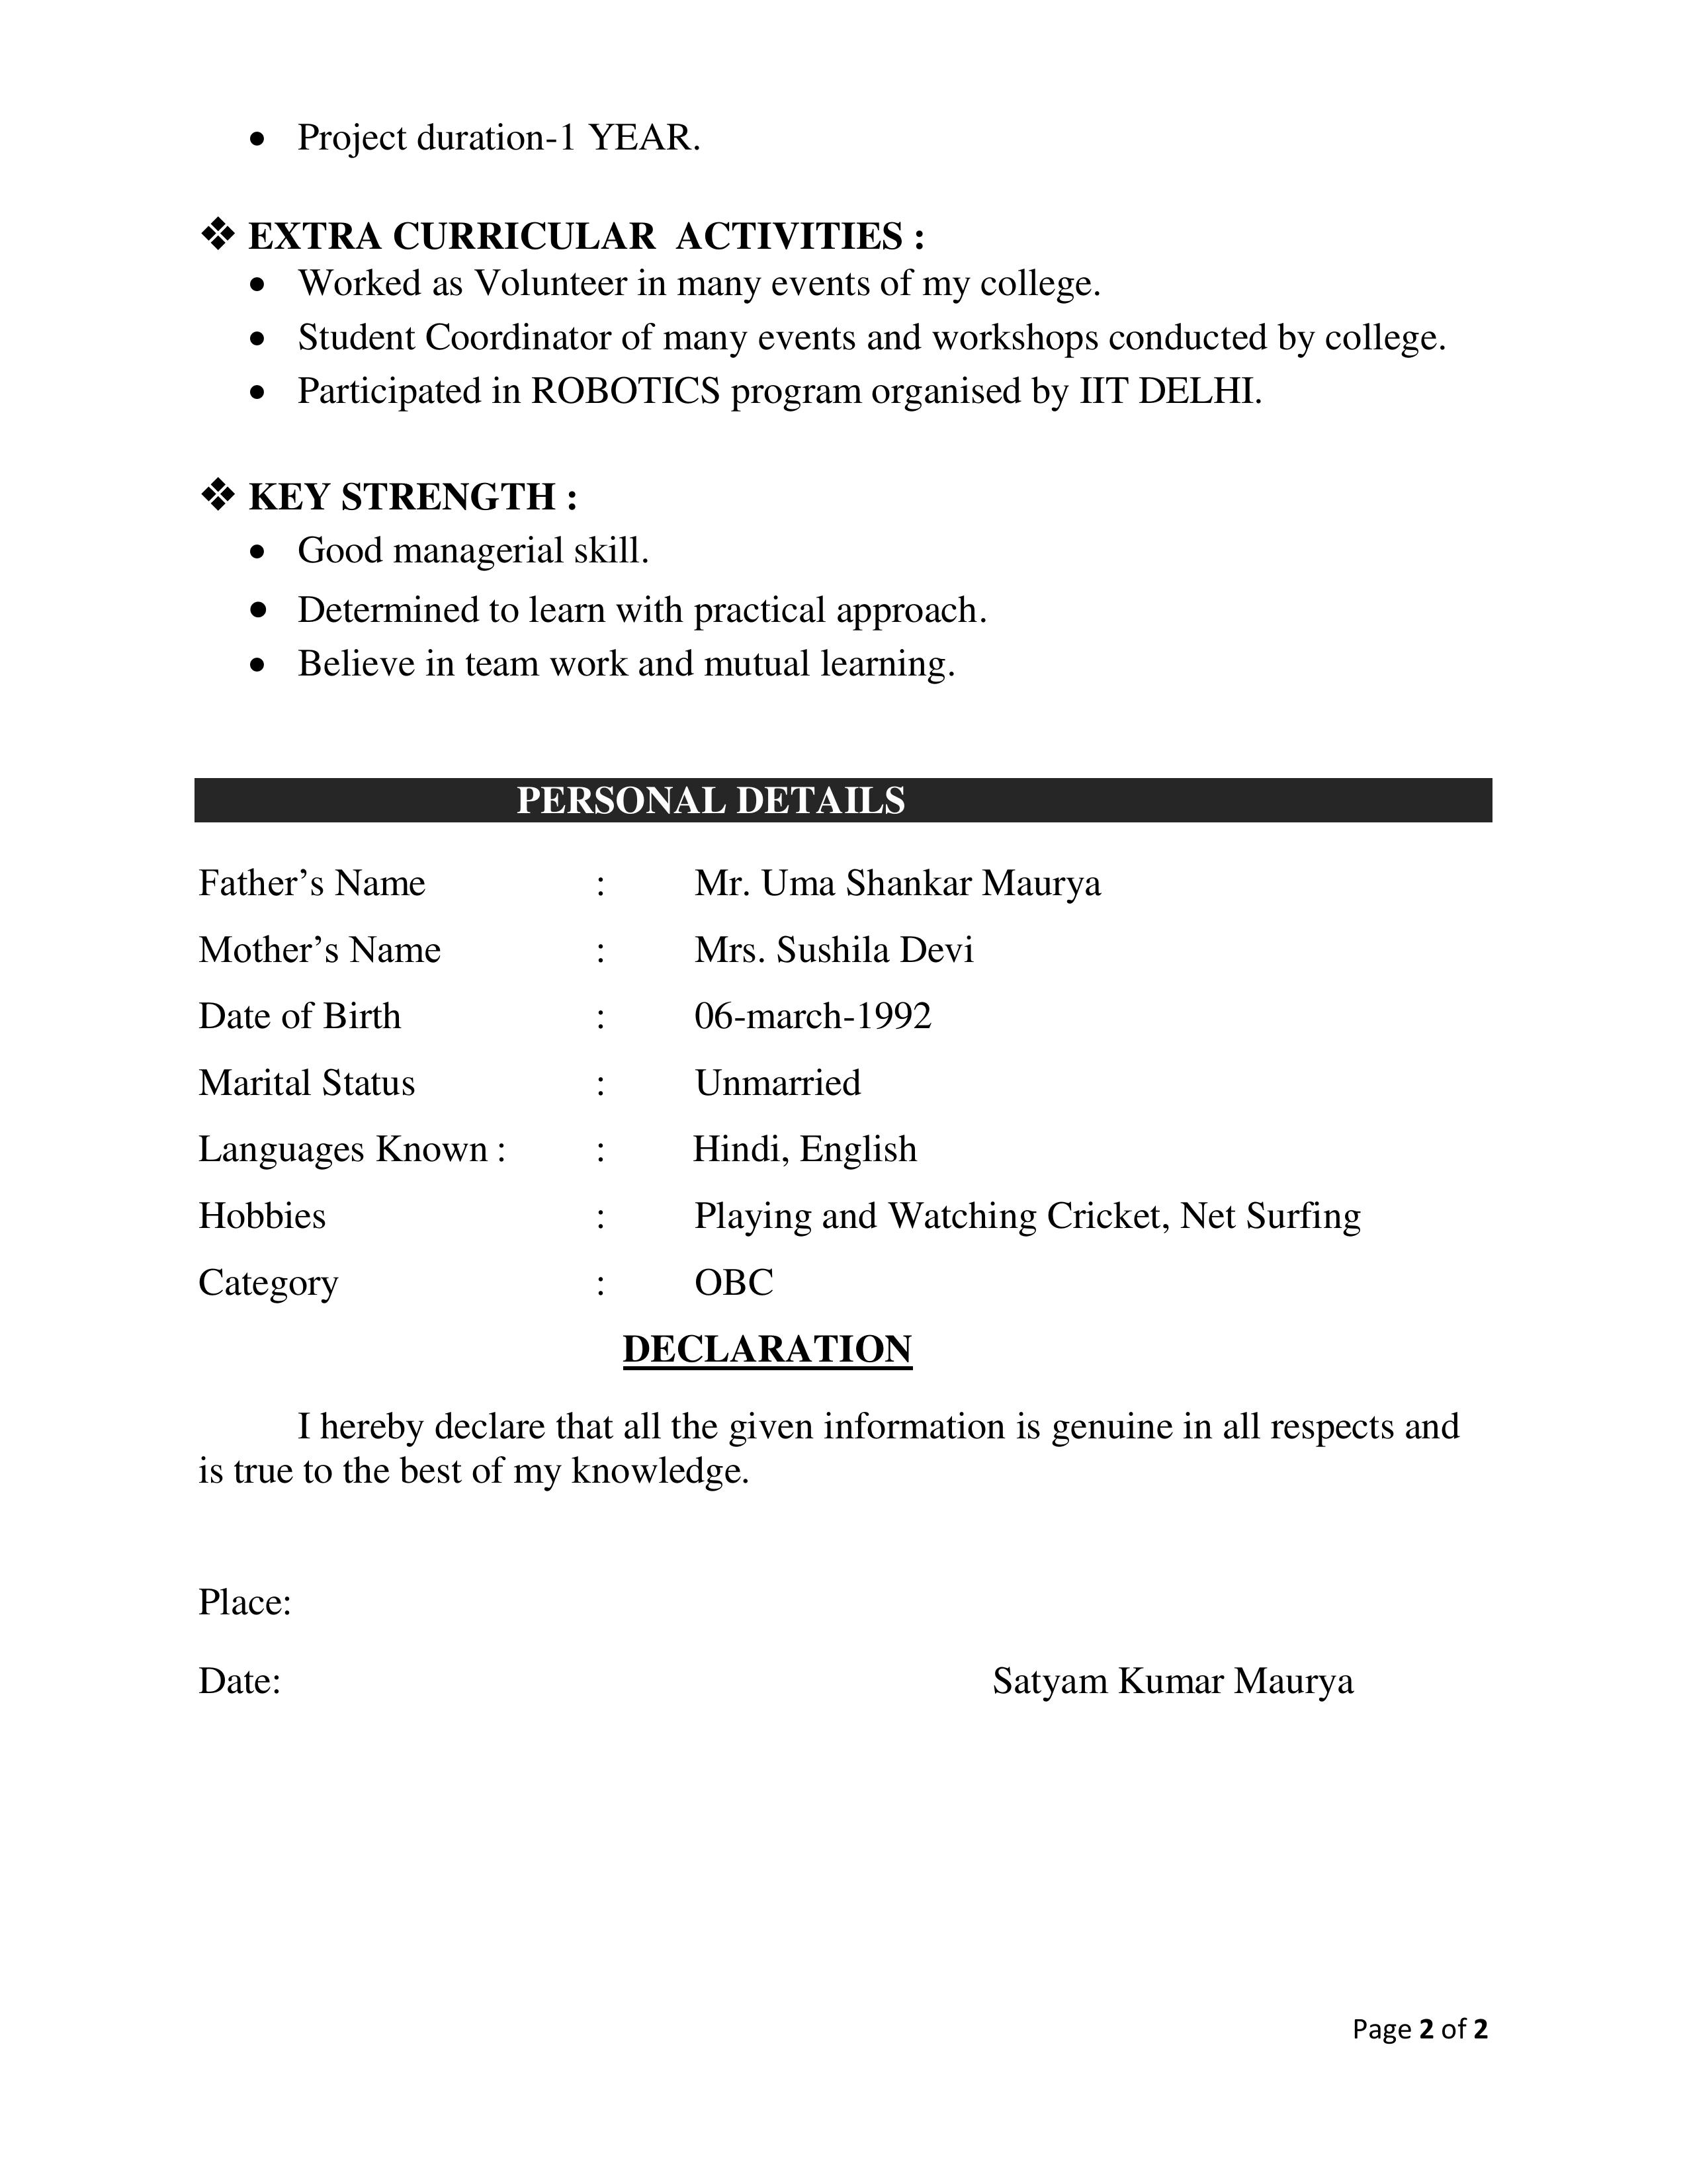 • Project duration-1 YEAR.
❖ EXTRA CURRICULAR  ACTIVITIES :
• Worked as Volunteer in many events of my college.
• Student Coordinator of many events and workshops conducted by college.
• Participated in ROBOTICS program organised by IIT DELHI.
❖ KEY STRENGTH :
• Good managerial skill.
• Determined to learn with practical approach.
• Believe in team work and mutual learning.
PERSONAL DETAILS
Father’s Name : Mr. Uma Shankar Maurya
Mother’s Name : Mrs. Sushila Devi
Date of Birth : 06-march-1992
Marital Status : Unmarried
Languages Known : : Hindi, English
Hobbies : Playing and Watching Cricket, Net Surfing
Category : OBC
DECLARATION
I hereby declare that all the given information is genuine in all respects and
is true to the best of my knowledge.
Place:
Date: Satyam Kumar Maurya
Page 2 of 2